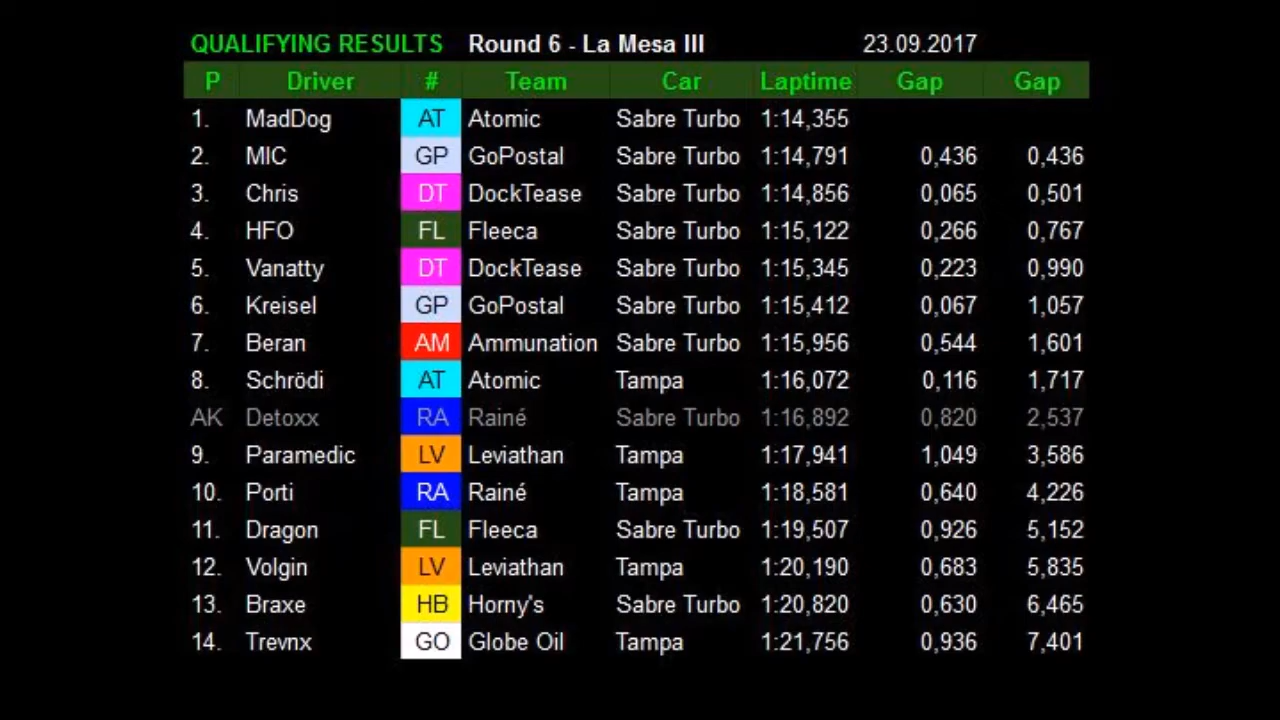 QUALIFYING RESULTS Round 6 - La Mesa III 23.09.2017
P Driver # Team Car Laptime Gap Gap
1. MadDog AT Atomic Sabre Turbo 1:14,355
2. MIC GP GoPostal Sabre Turbo 1:14,791 0,436 0,436
3. Chris DT DockTease Sabre Turbo 1:14,856 0,065 0,501
4. HFO FL Fleeca Sabre Turbo 1:15,122 0,266 0,767
5. Vanatty DT DockTease Sabre Turbo 1:15,345 0,223 0,990
6. Kreisel GP GoPostal Sabre Turbo 1:15,412 0,067 1,057
7. Beran AM Ammunation Sabre Turbo 1:15,956 0,544 1,601
8. Schrödi AT Atomic Tampa 1:16,072 0,116 1,717
AK Detoxx RA Rainé Sabre Turbo 1:16,892 0,820 2,537
9. Paramedic LV Leviathan Tampa 1:17,941 1,049 3,586
10. Porti RA Rainé Tampa 1:18,581 0,640 4,226
11. Dragon FL Fleeca Sabre Turbo 1:19,507 0,926 5,152
12. Volgin LV Leviathan Tampa 1:20,190 0,683 5,835
13. Braxe HB Horny's Sabre Turbo 1:20,820 0,630 6,465
14. Trevnx GO Globe Oil Tampa 1:21,756 0,936 7,401